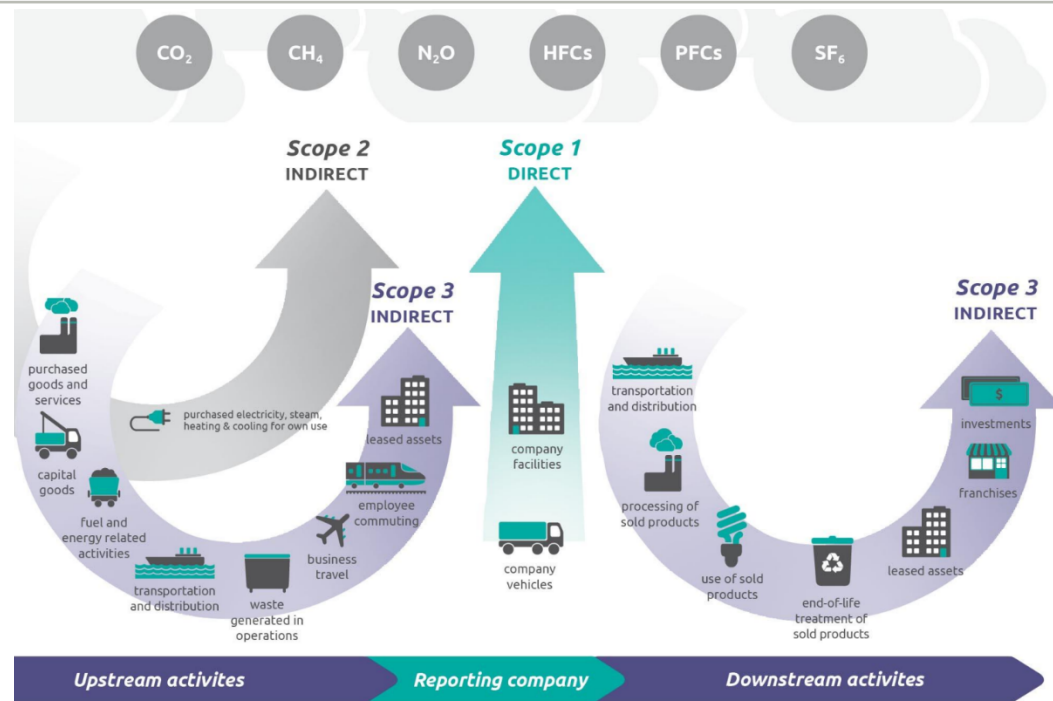 CO₂
CH₄
N₂O
HFCs
PFCs
SF₆
Scope 2
INDIRECT
Scope 1
DIRECT
Scope 3
INDIRECT
Scope 3
INDIRECT
purchased
goods and
services
capital
goods
fuel and
energy related
activities
purchased electricity, steam,
heating & cooling for own use
transportation
and distribution
waste
generated in
operations
business
travel
employee
commuting
leased assets
company
facilities
company
vehicles
transportation
and distribution
processing of
sold products
use of sold
products
end-of-life
treatment of
sold products
leased assets
franchises
$
investments
Upstream activites
Reporting company
Downstream activites